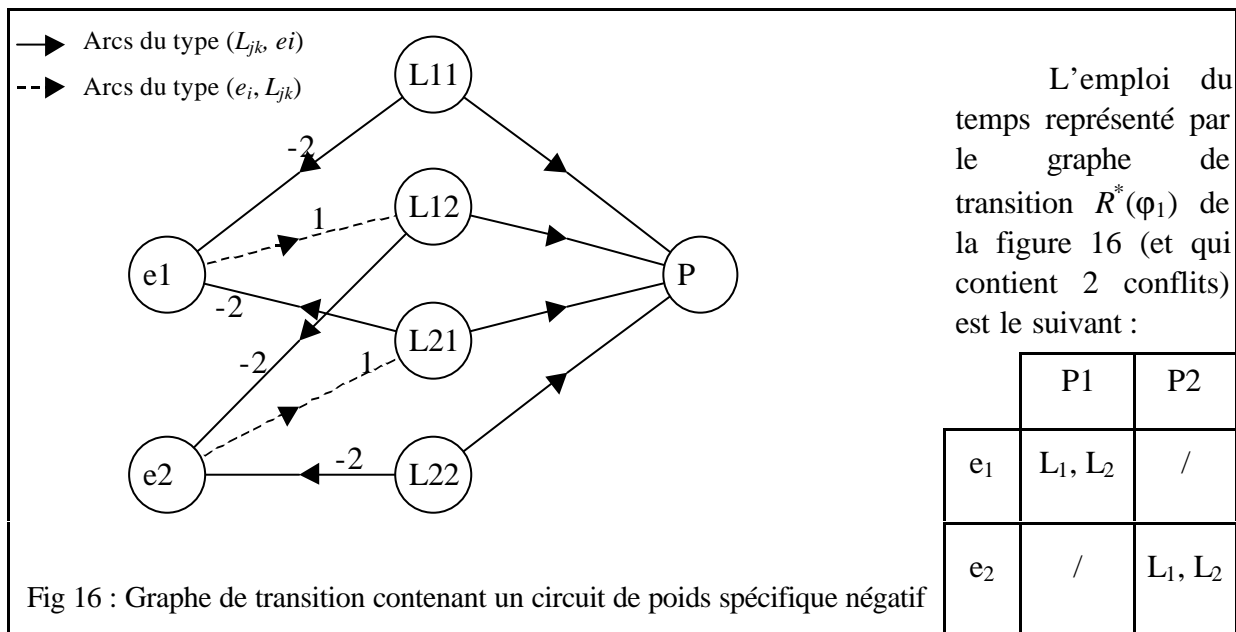 Arcs du type (Ljk, ei)
Arcs du type (ei, Ljk)
L11
-2
L12
1
e1
P
-2
L21
-2
1
e2
-2
L22
L'emploi du
temps représenté par
le graphe de
transition R*(φ1) de
la figure 16 (et qui
contient 2 conflits)
est le suivant :
P1 P2
e1 L1, L2 /
e2 / L1, L2
Fig 16 : Graphe de transition contenant un circuit de poids spécifique négatif